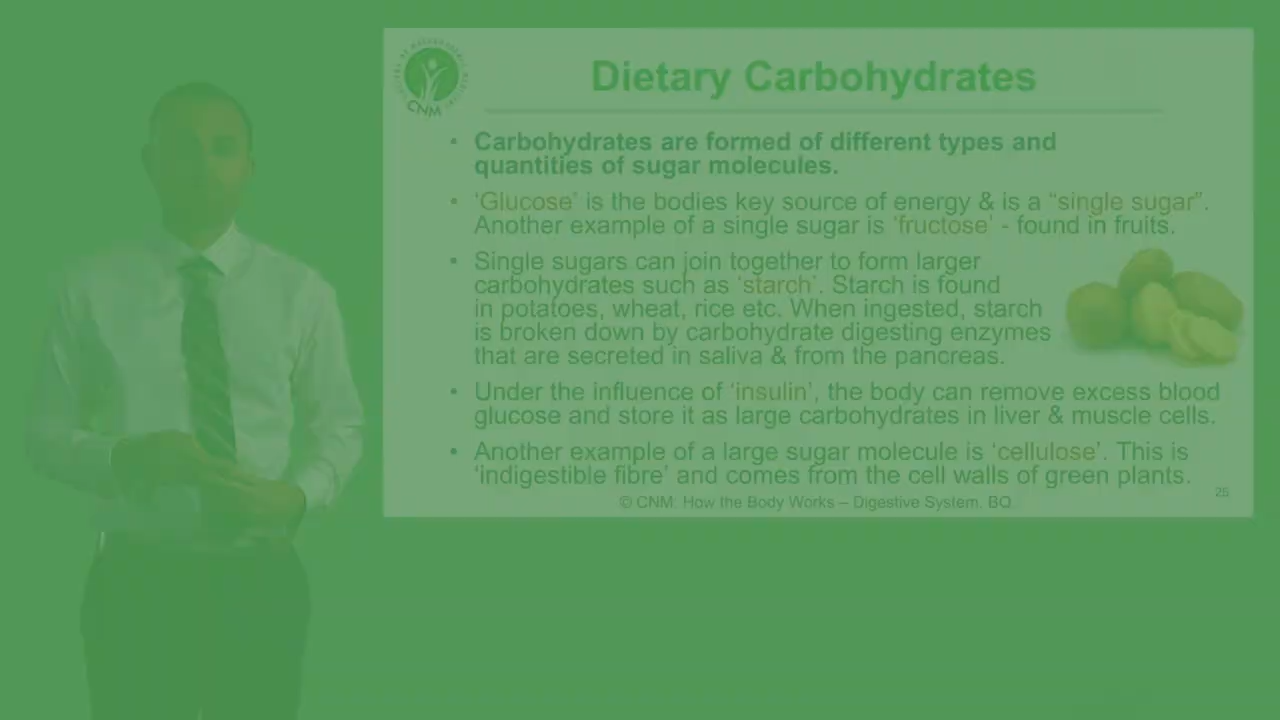 Dietary Carbohydrates
CNM
• Carbohydrates are formed of different types and
quantities of sugar molecules.
• ‘Glucose’ is the bodies key source of energy & is a “single sugar”.
Another example of a single sugar is ‘fructose’ - found in fruits.
• Single sugars can join together to form larger
carbohydrates such as ‘starch’. Starch is found
in potatoes, wheat, rice etc. When ingested, starch
is broken down by carbohydrate digesting enzymes
that are secreted in saliva & from the pancreas.
• Under the influence of ‘insulin’, the body can remove excess blood
glucose and store it as large carbohydrates in liver & muscle cells.
• Another example of a large sugar molecule is ‘cellulose’. This is
‘indigestible fibre’ and comes from the cell walls of green plants.
© CNM: How the Body Works – Digestive System. BQ
25